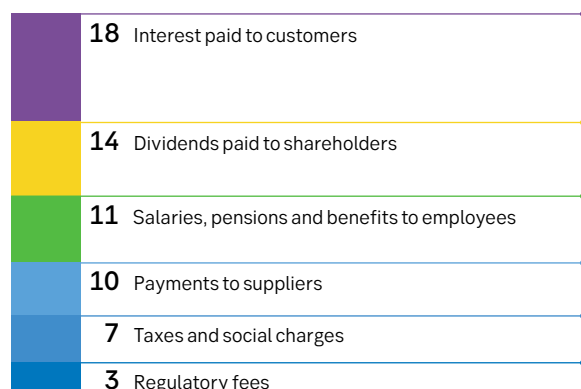 18 Interest paid to customers
14 Dividends paid to shareholders
11 Salaries, pensions and benefits to employees
10 Payments to suppliers
7 Taxes and social charges
3 Regulatory fees